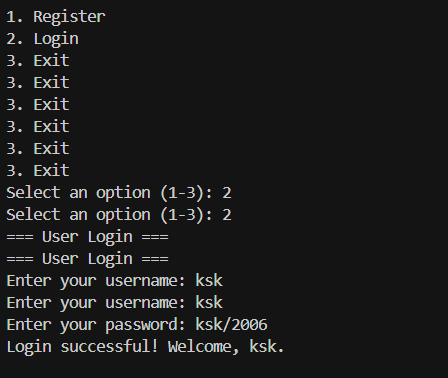 1. Register
2. Login
3. Exit
3. Exit
3. Exit
3. Exit
3. Exit
3. Exit
Select an option (1-3): 2
Select an option (1-3): 2
=== User Login ===
=== User Login ===
Enter your username: ksk
Enter your username: ksk
Enter your password: ksk/2006
Login successful! Welcome, ksk.